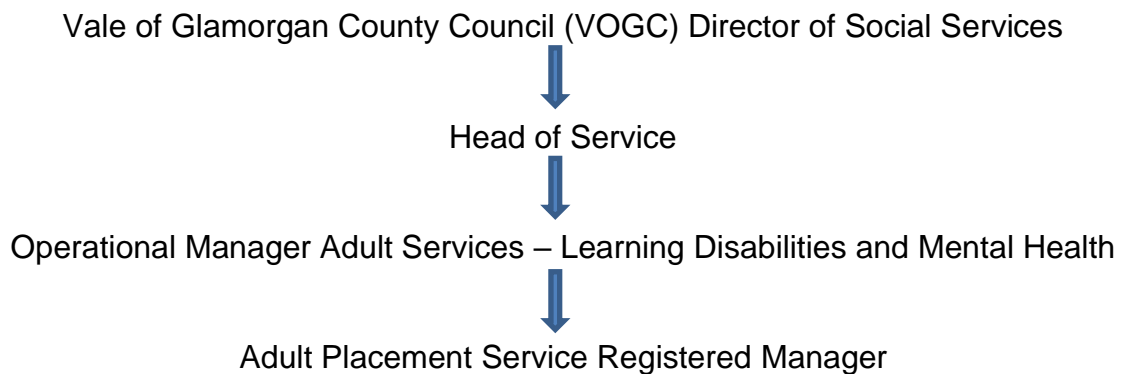 Vale of Glamorgan County Council (VOGC) Director of Social Services
Head of Service
Operational Manager Adult Services – Learning Disabilities and Mental Health
Adult Placement Service Registered Manager